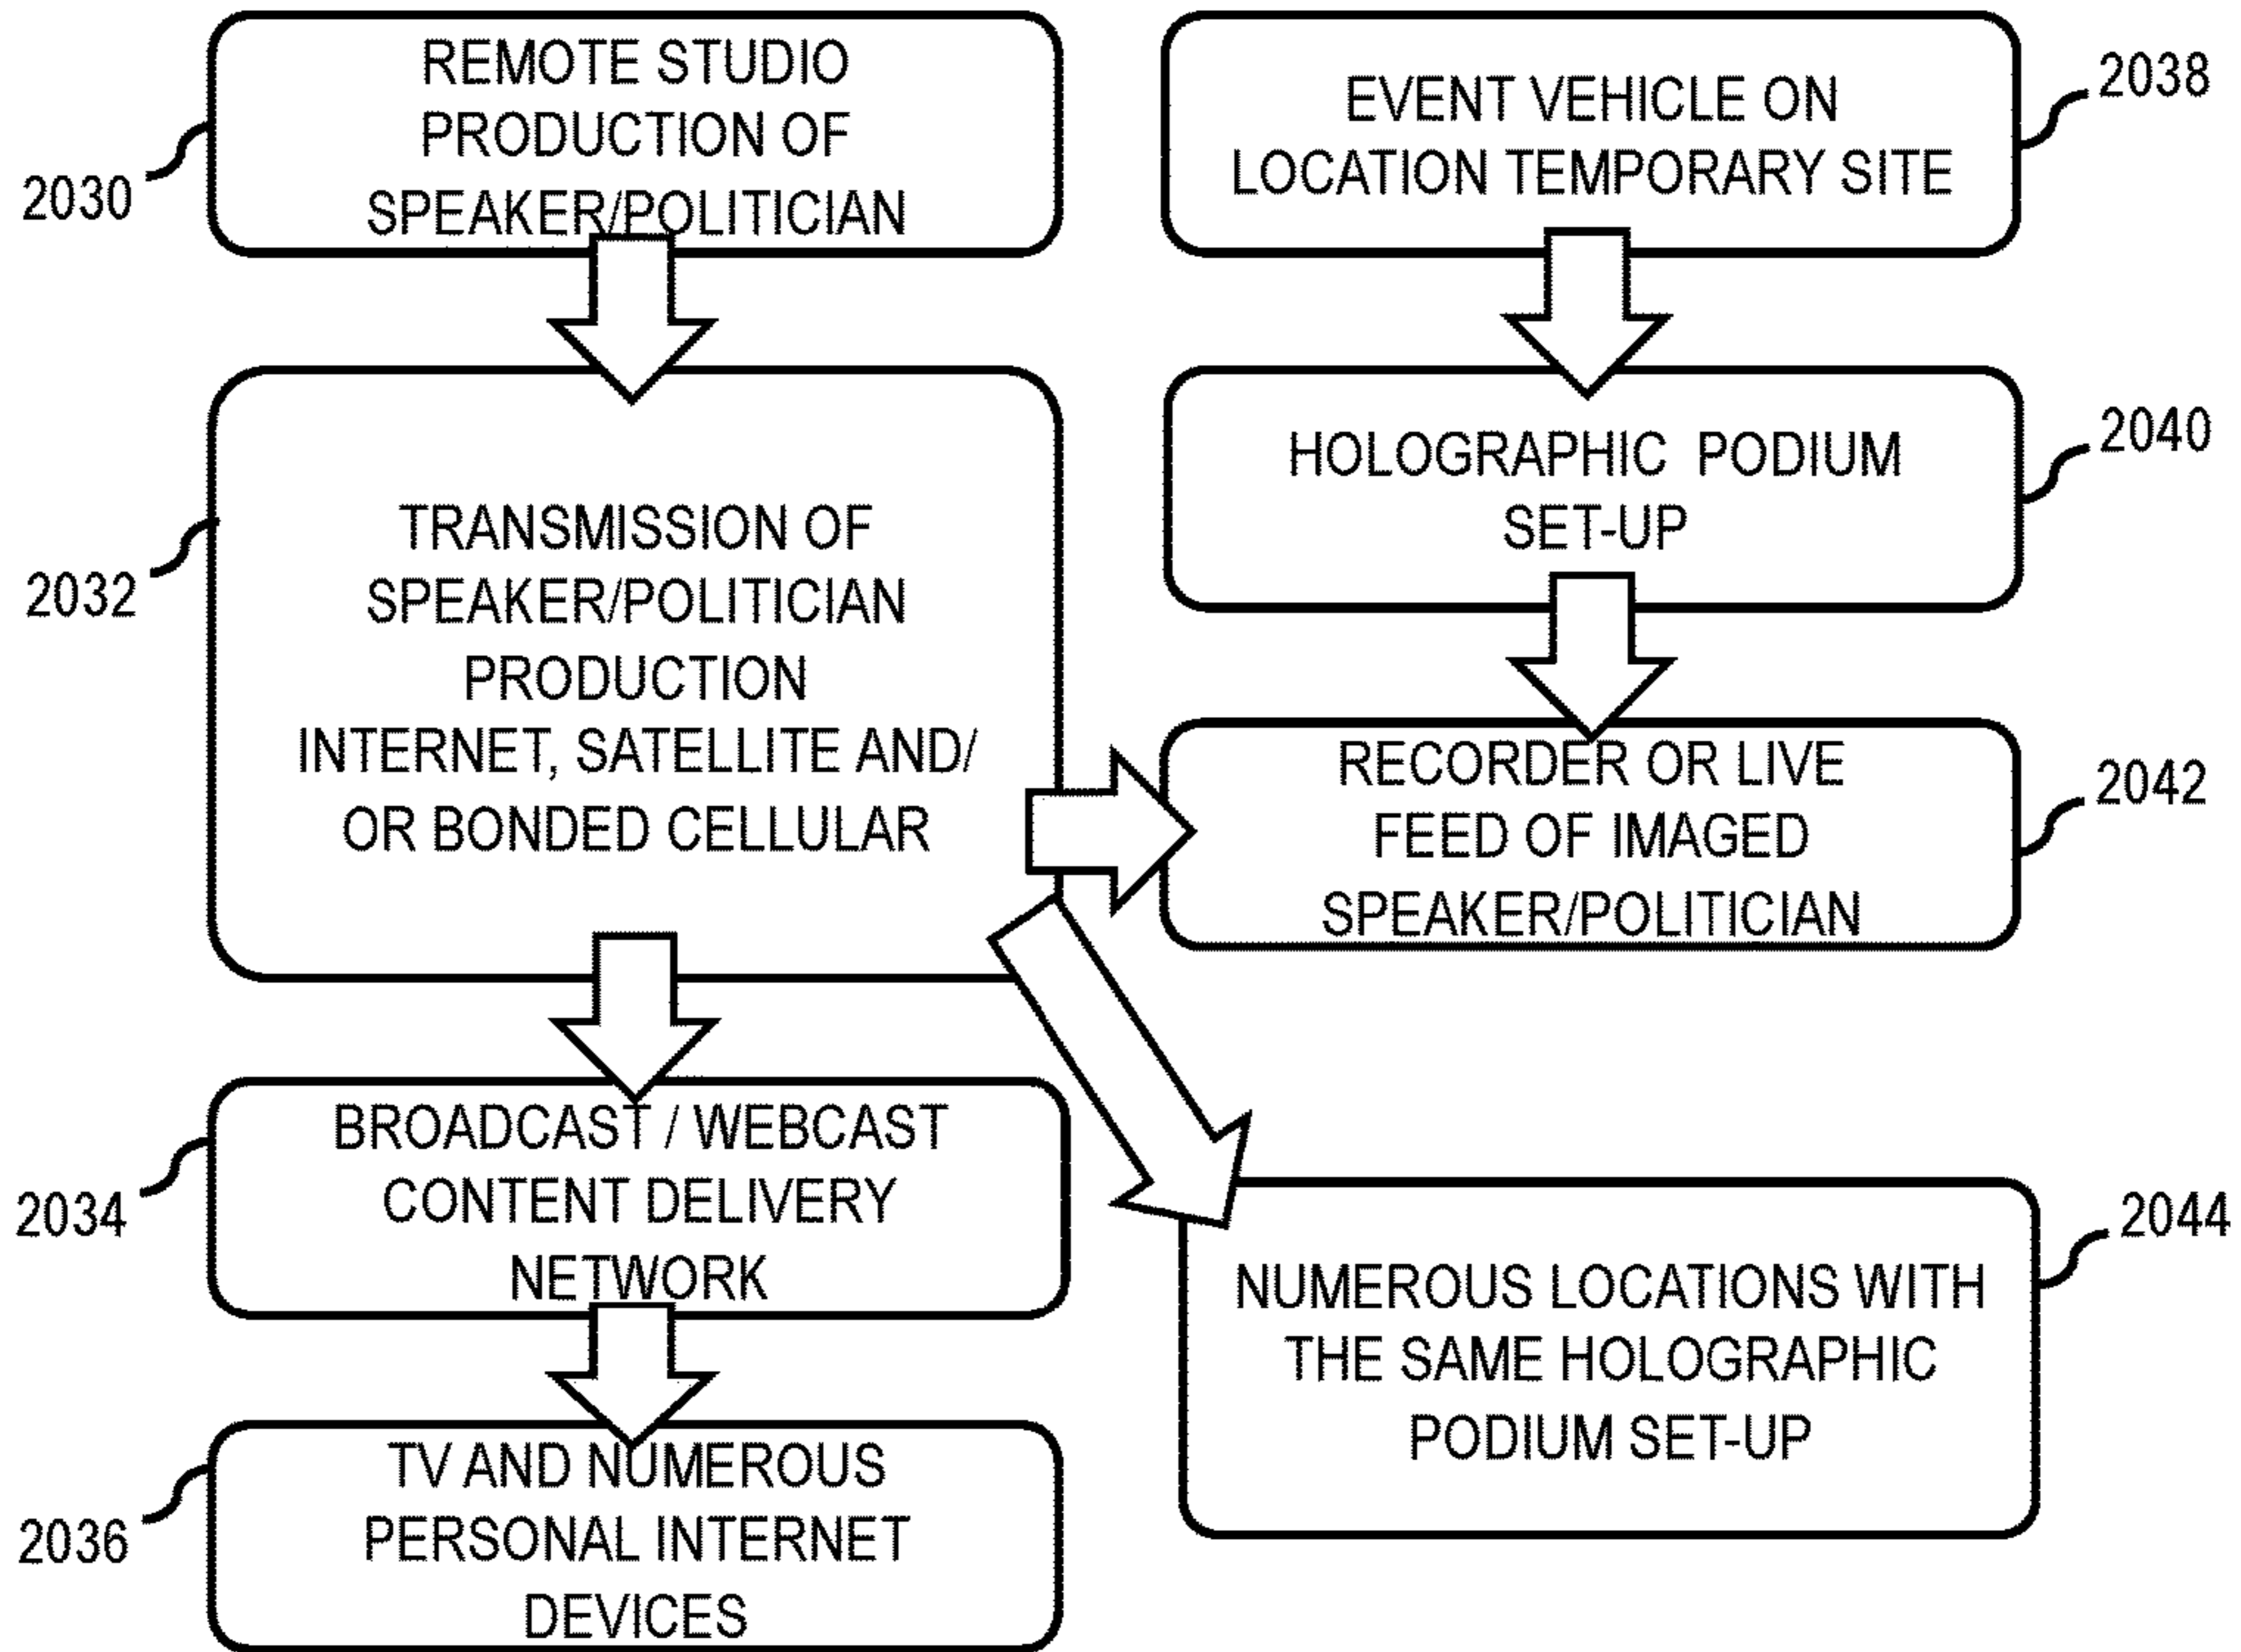 REMOTE STUDIO
PRODUCTION OF
SPEAKER/POLITICIAN
2030
TRANSMISSION OF
SPEAKER/POLITICIAN
PRODUCTION
INTERNET, SATELLITE AND/
OR BONDED CELLULAR
2032
BROADCAST / WEBCAST
CONTENT DELIVERY
NETWORK
2034
TV AND NUMEROUS
PERSONAL INTERNET
DEVICES
2036
EVENT VEHICLE ON
LOCATION TEMPORARY SITE
2038
HOLOGRAPHIC PODIUM
SET-UP
2040
RECORDER OR LIVE
FEED OF IMAGED
SPEAKER/POLITICIAN
2042
NUMEROUS LOCATIONS WITH
THE SAME HOLOGRAPHIC
PODIUM SET-UP
2044